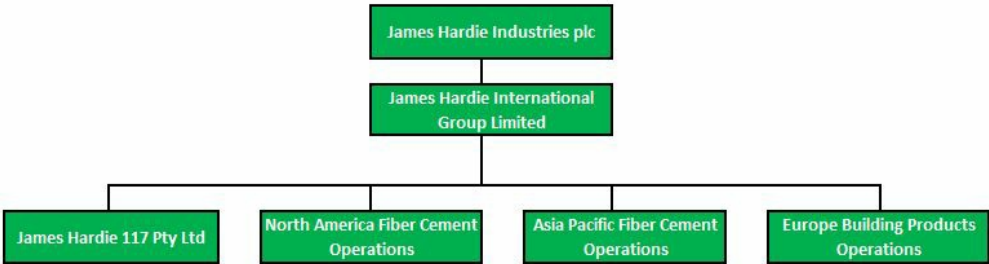 James Hardie Industries plc
James Hardie International
Group Limited
James Hardie 117 Pty Ltd
North America Fiber Cement
Operations
Asia Pacific Fiber Cement
Operations
Europe Building Products
Operations